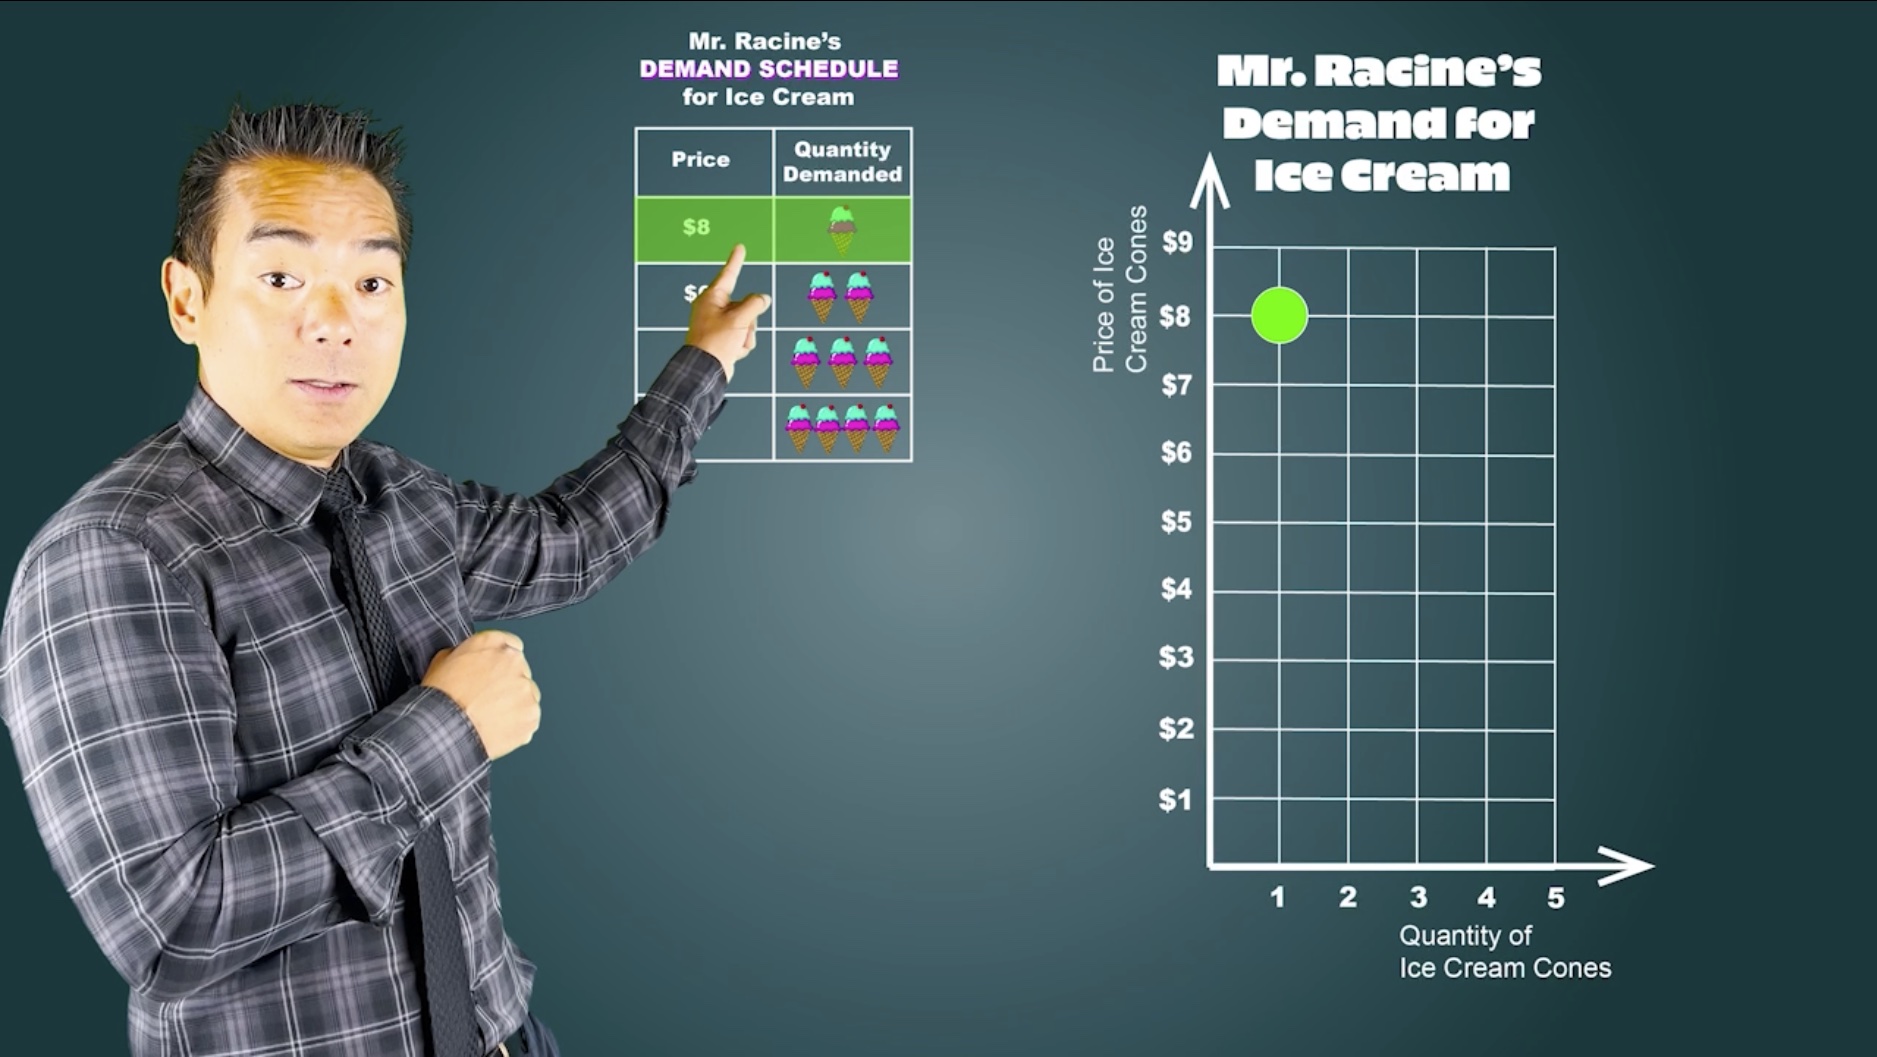 Mr. Racine's
DEMAND SCHEDULE
for Ice Cream
Price
Quantity
Demanded
$8
Mr. Racine's
Demand for
Ice Cream
Price of Ice
Cream Cones
$9
$8
$7
$6
$5
$4
$3
$2
$1
1 2 3 4 5
Quantity of
Ice Cream Cones